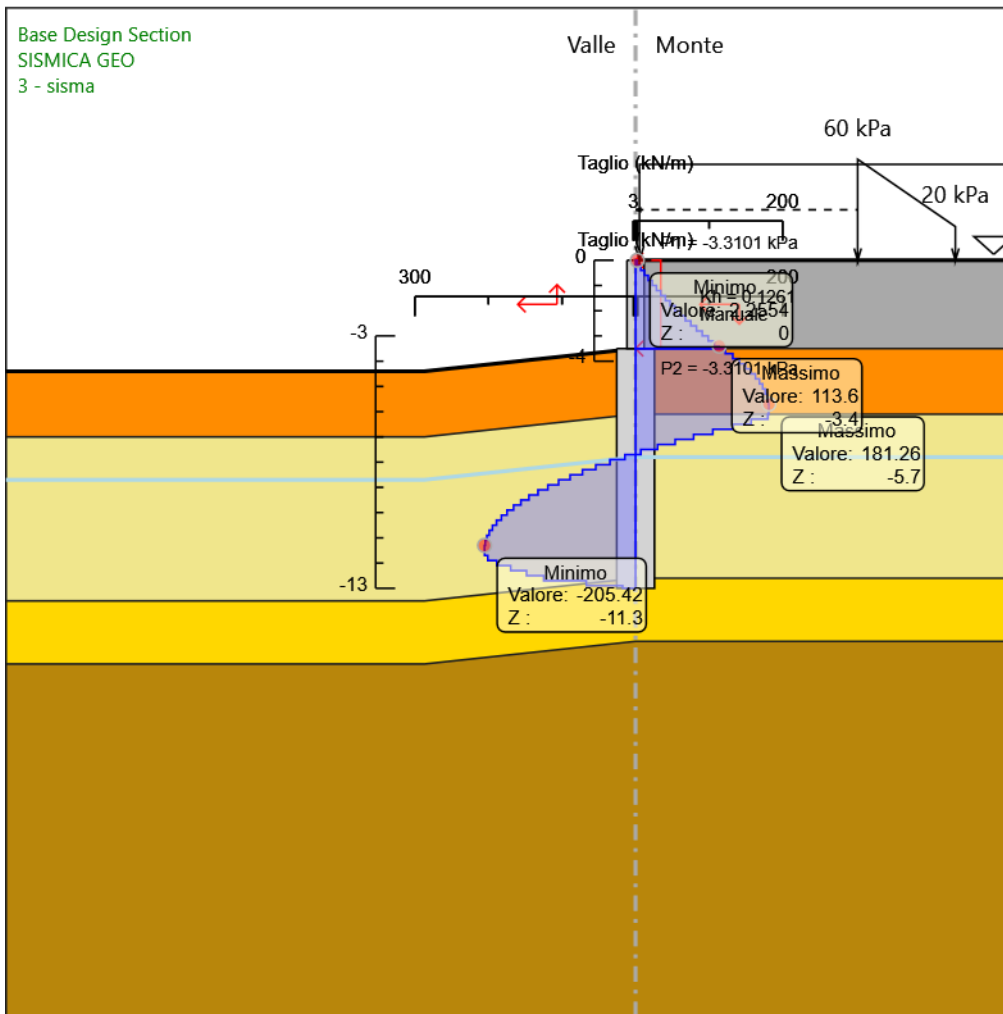 Base Design Section
SISMICA GEO
3 - sisma
Valle
Monte
60 kPa
Taglio (kN/m)
20 kPa
3
200
Taglio (kN/m)
= -3.3101 kPa
0
300
200
Minimo
Kh = 0.1261
Valore: 2.2554
Manuale
Z : 0
-3
-4
P2 = -3.3101 kPa
Massimo
Valore: 113.6
Z : -3.4
Massimo
Valore: 181.26
Z : -5.7
Minimo
-13
Valore: -205.42
Z : -11.3